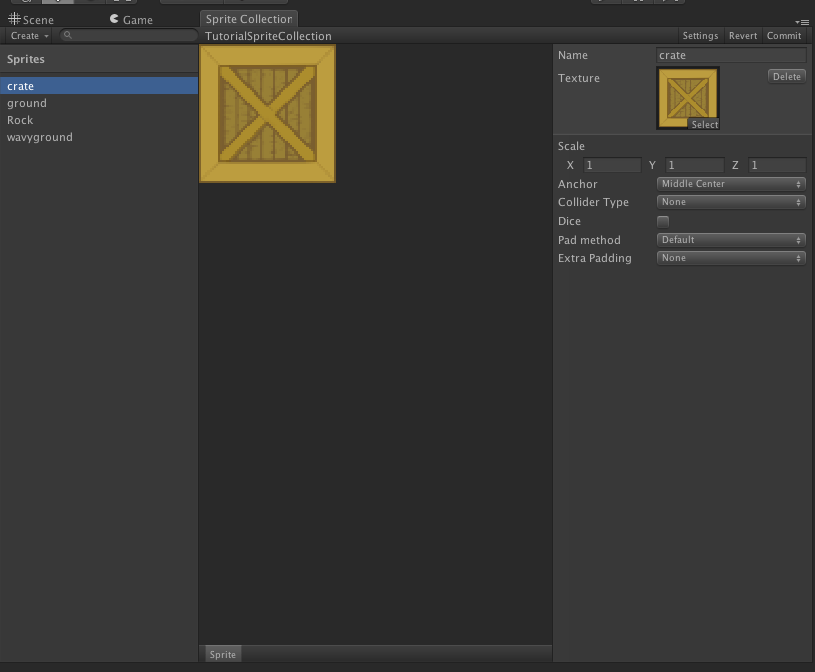 Scene Game Sprite Collection
Create TutorialSpriteCollection Settings Revert Commit
Sprites
crate
ground
Rock
wavyground
Name crate
Texture Delete
Select
Scale
X 1 Y 1 Z 1
Anchor Middle Center
Collider Type None
Dice
Pad method Default
Extra Padding None
Sprite